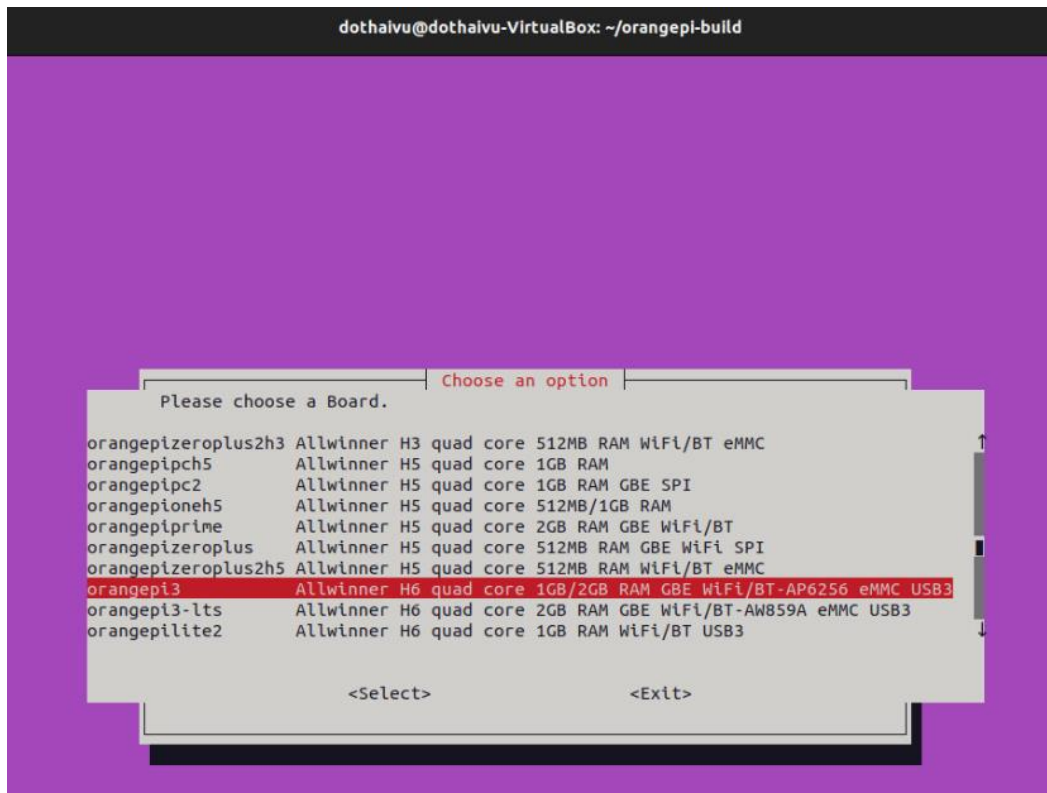 dothaivu@dothaivu-VirtualBox: ~/orangepi-build
Choose an option
Please choose a Board.
orangepizeroplus2h3 Allwinner H3 quad core 512MB RAM WiFi/BT eMMC
orangepipch5 Allwinner H5 quad core 1GB RAM
orangepipc2 Allwinner H5 quad core 1GB RAM GBE SPI
orangepioneh5 Allwinner H5 quad core 512MB/1GB RAM
orangepiprime Allwinner H5 quad core 2GB RAM GBE WiFi/BT
orangepizeroplus Allwinner H5 quad core 512MB RAM GBE WiFi SPI
orangepizeroplus2h5 Allwinner H5 quad core 512MB RAM WiFi/BT eMMC
orangepi3 Allwinner H6 quad core 1GB/2GB RAM GBE WiFi/BT-AP6256 eMMC USB3
orangepi3-lts Allwinner H6 quad core 2GB RAM GBE WiFi/BT-AW859A eMMC USB3
orangepilite2 Allwinner H6 quad core 1GB RAM WiFi/BT USB3
<Select> <Exit>